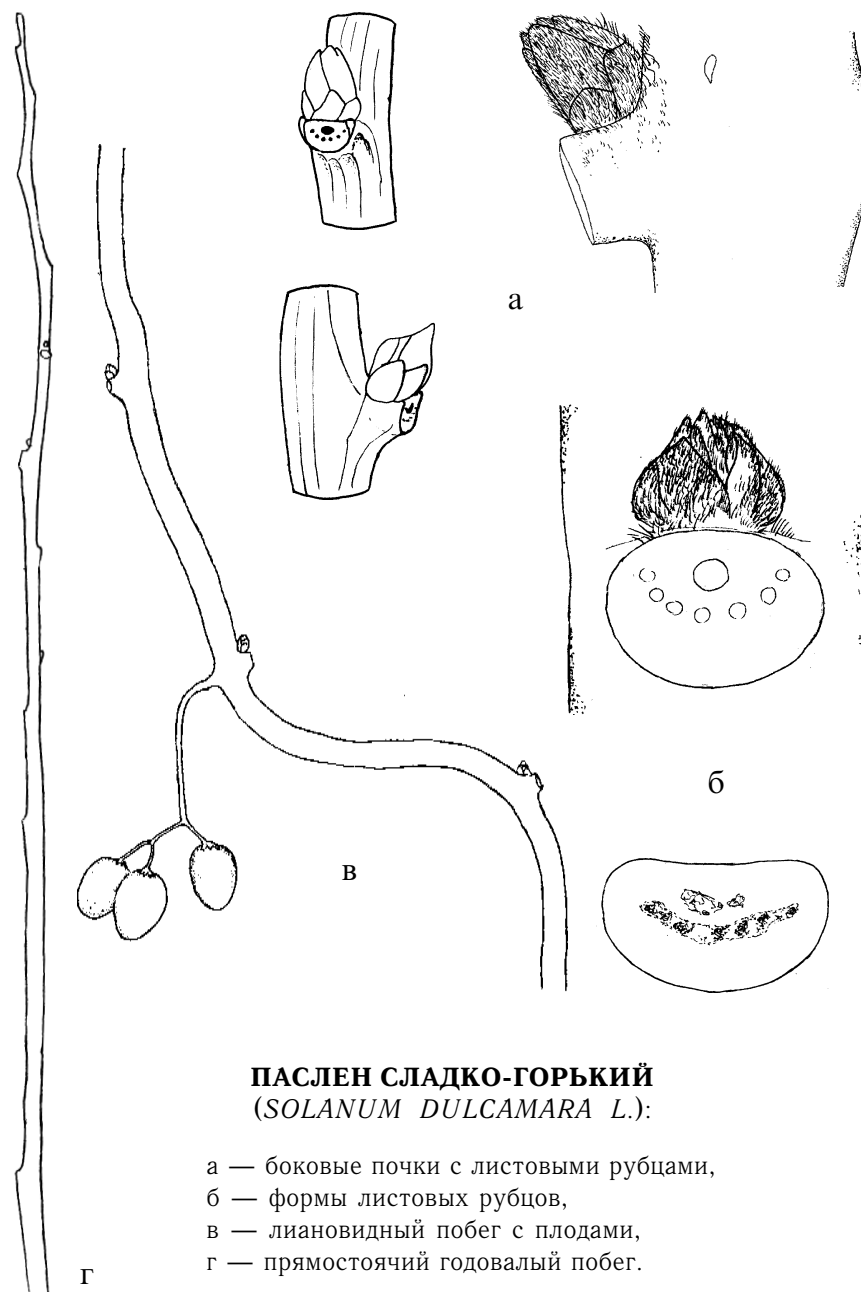 а
б
в
ПАСЛЕН СЛАДКО-ГОРЬКИЙ
(SOLANUM DULCAMARA L.):
а — боковые почки с листовыми рубцами,
б — формы листовых рубцов,
в — лиановидный побег с плодами,
г — прямостоячий годовалый побег.
г